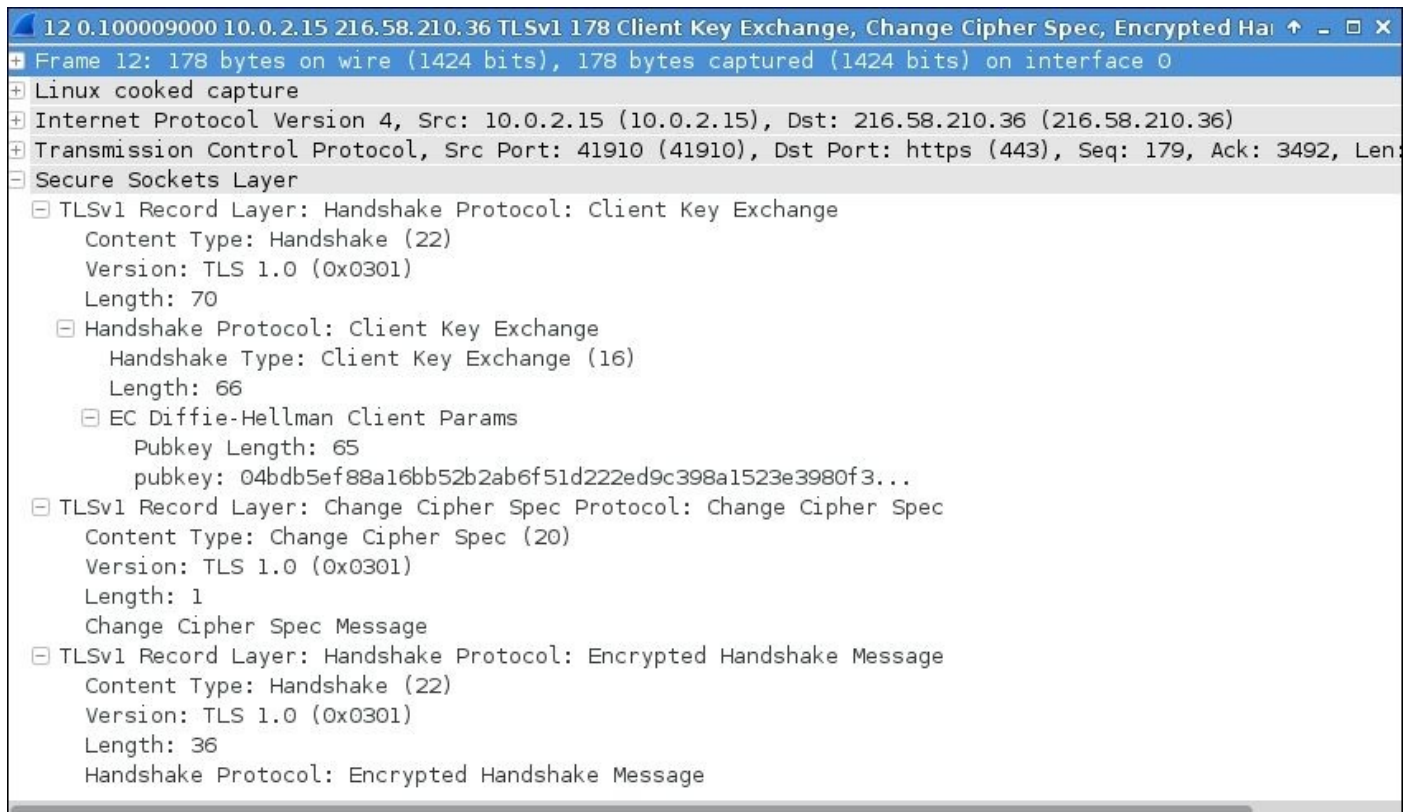 12 0.100009000 10.0.2.15 216.58.210.36 TLSv1 178 Client Key Exchange, Change Cipher Spec, Encrypted
Frame 12: 178 bytes on wire (1424 bits), 178 bytes captured (1424 bits) on interface 0
Linux cooked capture
Internet Protocol Version 4, Src: 10.0.2.15 (10.0.2.15), Dst: 216.58.210.36 (216.58.210.36)
Transmission Control Protocol, Src Port: 41910 (41910), Dst Port: https (443), Seq: 179, Ack: 3492, Len:
Secure Sockets Layer
TLSv1 Record Layer: Handshake Protocol: Client Key Exchange
Content Type: Handshake (22)
Version: TLS 1.0 (0x0301)
Length: 70
Handshake Protocol: Client Key Exchange
Handshake Type: Client Key Exchange (16)
Length: 66
EC Diffie-Hellman Client Params
Pubkey Length: 65
pubkey: 04bdb5ef88a16bb52b2ab6f51d222ed9c398a1523e3980f3...
TLSv1 Record Layer: Change Cipher Spec Protocol: Change Cipher Spec
Content Type: Change Cipher Spec (20)
Version: TLS 1.0 (0x0301)
Length: 1
Change Cipher Spec Message
TLSv1 Record Layer: Handshake Protocol: Encrypted Handshake Message
Content Type: Handshake (22)
Version: TLS 1.0 (0x0301)
Length: 36
Handshake Protocol: Encrypted Handshake Message